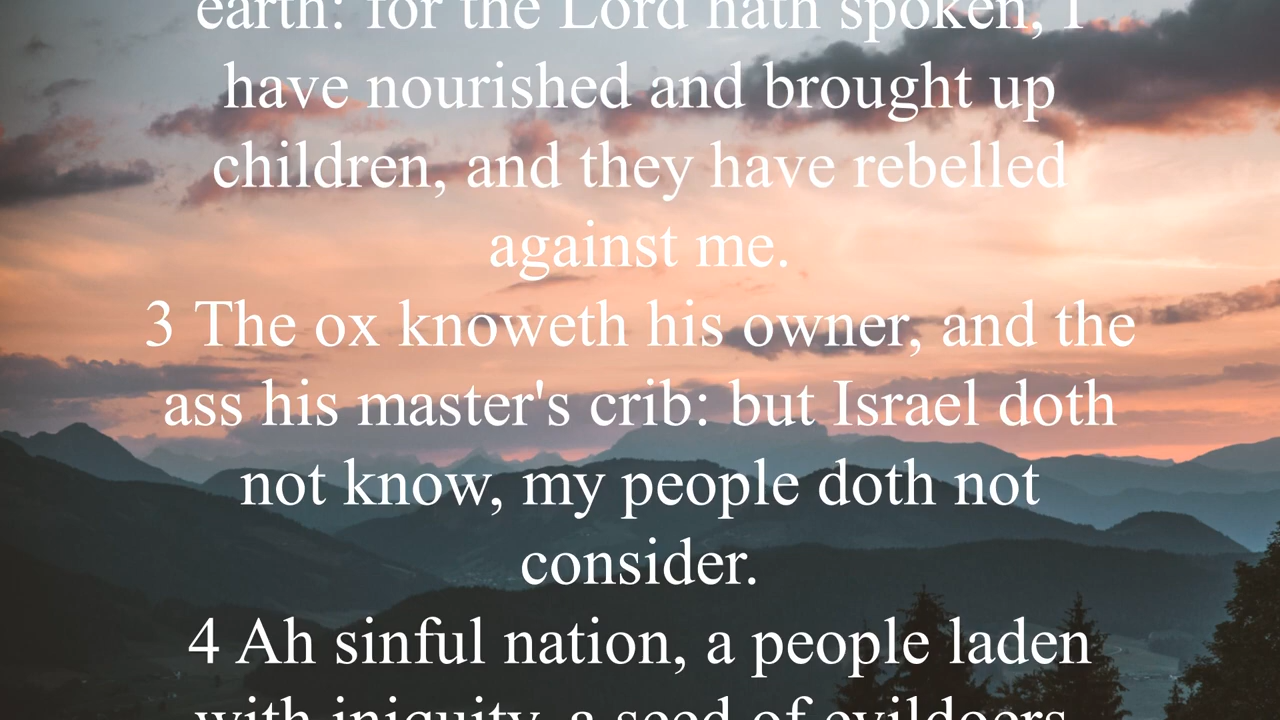 earth: for the Lord hath spoken, I
have nourished and brought up
children, and they have rebelled
against me.
3 The ox knoweth his owner, and the
ass his master's crib: but Israel doth
not know, my people doth not
consider.
4 Ah sinful nation, a people laden
with iniquity, a seed of evildoers,